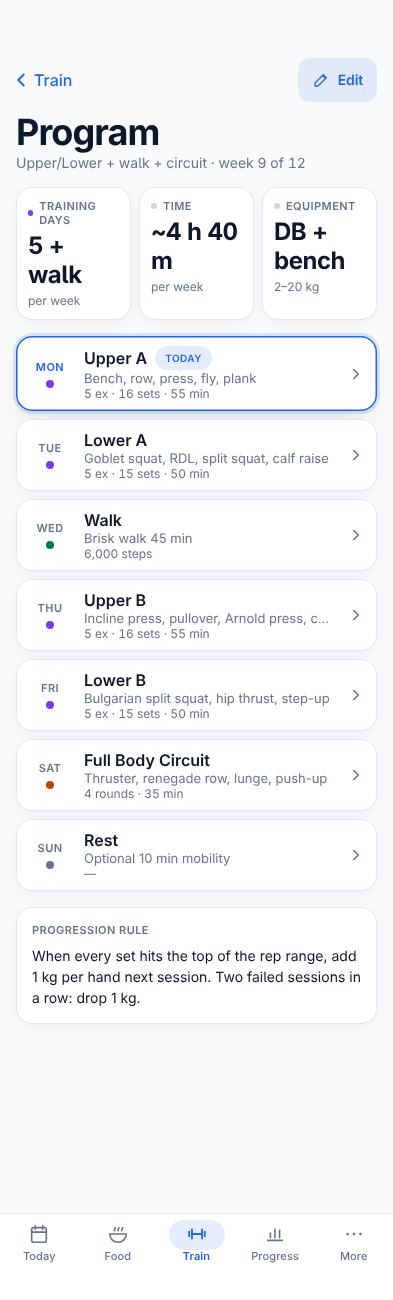 Train
Edit
Program
Upper/Lower + walk + circuit · week 9 of 12
TRAINING
DAYS
5 +
walk
per week
TIME
~4 h 40
m
per week
EQUIPMENT
DB +
bench
2–20 kg
MON
Upper A
TODAY
Bench, row, press, fly, plank
5 ex · 16 sets · 55 min
TUE
Lower A
Goblet squat, RDL, split squat, calf raise
5 ex · 15 sets · 50 min
WED
Walk
Brisk walk 45 min
6,000 steps
THU
Upper B
Incline press, pullover, Arnold press, c...
5 ex · 16 sets · 55 min
FRI
Lower B
Bulgarian split squat, hip thrust, step-up
5 ex · 15 sets · 50 min
SAT
Full Body Circuit
Thruster, renegade row, lunge, push-up
4 rounds · 35 min
SUN
Rest
Optional 10 min mobility
—
PROGRESSION RULE
When every set hits the top of the rep range, add
1 kg per hand next session. Two failed sessions in
a row: drop 1 kg.
Today
Food
Train
Progress
More